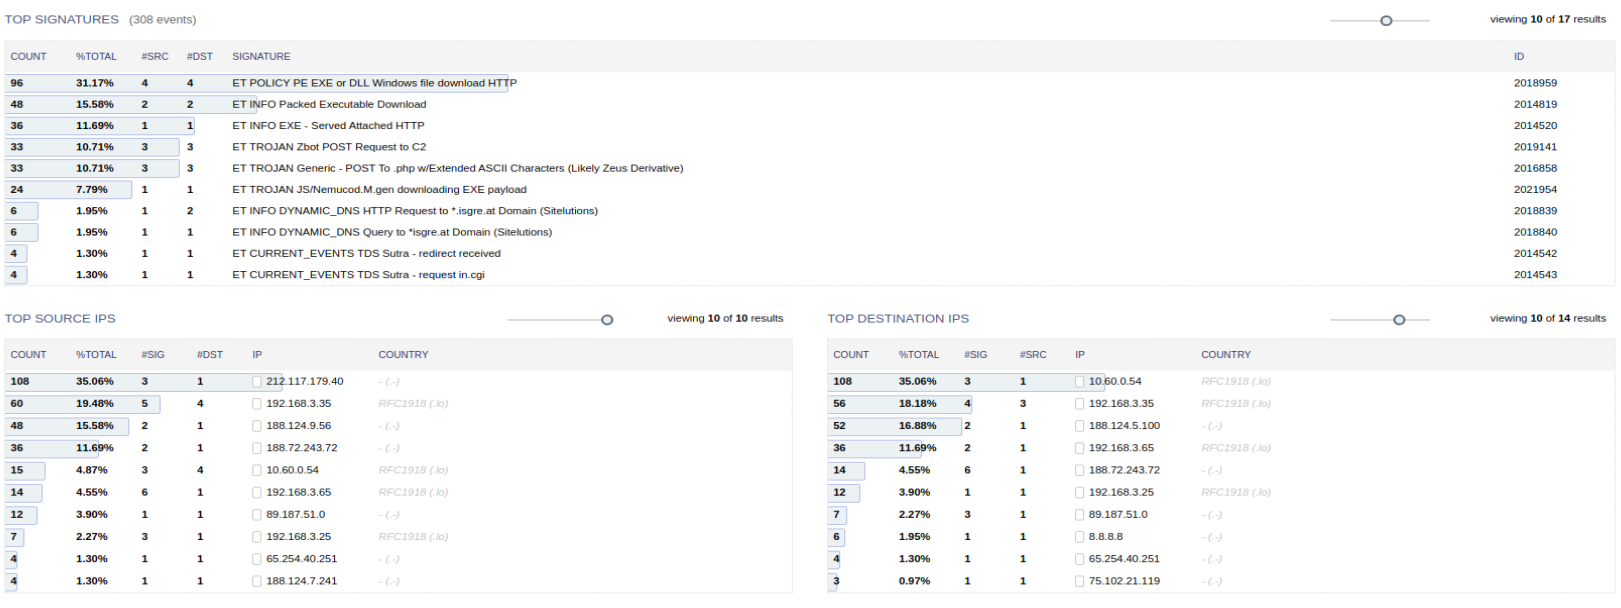 TOP SIGNATURES (308 events) viewing 10 of 17 results
COUNT %TOTAL #SRC #DST SIGNATURE ID
96 31.17% 4 4 ET POLICY PE EXE or DLL Windows file download HTTP 2018959
48 15.58% 2 2 ET INFO Packed Executable Download 2014819
36 11.69% 1 1 ET INFO EXE - Served Attached HTTP 2014520
33 10.71% 3 3 ET TROJAN Zbot POST Request to C2 2019141
33 10.71% 3 3 ET TROJAN Generic - POST To .php w/Extended ASCII Characters (Likely Zeus Derivative) 2016858
24 7.79% 1 1 ET TROJAN JS/Nemucod.M.gen downloading EXE payload 2021954
6 1.95% 1 2 ET INFO DYNAMIC_DNS HTTP Request to *.isgre.at Domain (Sitelutions) 2018839
6 1.95% 1 1 ET INFO DYNAMIC_DNS Query to *isgre.at Domain (Sitelutions) 2018840
4 1.30% 1 1 ET CURRENT_EVENTS TDS Sutra - redirect received 2014542
4 1.30% 1 1 ET CURRENT_EVENTS TDS Sutra - request in.cgi 2014543
TOP SOURCE IPS viewing 10 of 10 results
COUNT %TOTAL #SIG #DST IP COUNTRY
108 35.06% 3 1 212.117.179.40 - (.-)
60 19.48% 5 4 192.168.3.35 RFC1918 (.lo)
48 15.58% 2 1 188.124.9.56 - (.-)
36 11.69% 2 1 188.72.243.72 - (.-)
15 4.87% 3 4 10.60.0.54 RFC1918 (.lo)
14 4.55% 6 1 192.168.3.65 RFC1918 (.lo)
12 3.90% 1 1 89.187.51.0 - (.-)
7 2.27% 3 1 192.168.3.25 RFC1918 (.lo)
4 1.30% 1 1 65.254.40.251 - (.-)
4 1.30% 1 1 188.124.7.241 - (.-)
TOP DESTINATION IPS viewing 10 of 14 results
COUNT %TOTAL #SIG #SRC IP COUNTRY
108 35.06% 3 1 10.60.0.54 RFC1918 (.lo)
56 18.18% 4 3 192.168.3.35 RFC1918 (.lo)
52 16.88% 2 1 188.124.5.100 - (.-)
36 11.69% 2 1 192.168.3.65 RFC1918 (.lo)
14 4.55% 6 1 188.72.243.72 - (.-)
12 3.90% 1 1 192.168.3.25 RFC1918 (.lo)
7 2.27% 3 1 89.187.51.0 - (.-)
6 1.95% 1 1 8.8.8.8 - (.-)
4 1.30% 1 1 65.254.40.251 - (.-)
3 0.97% 1 1 75.102.21.119 - (.-)